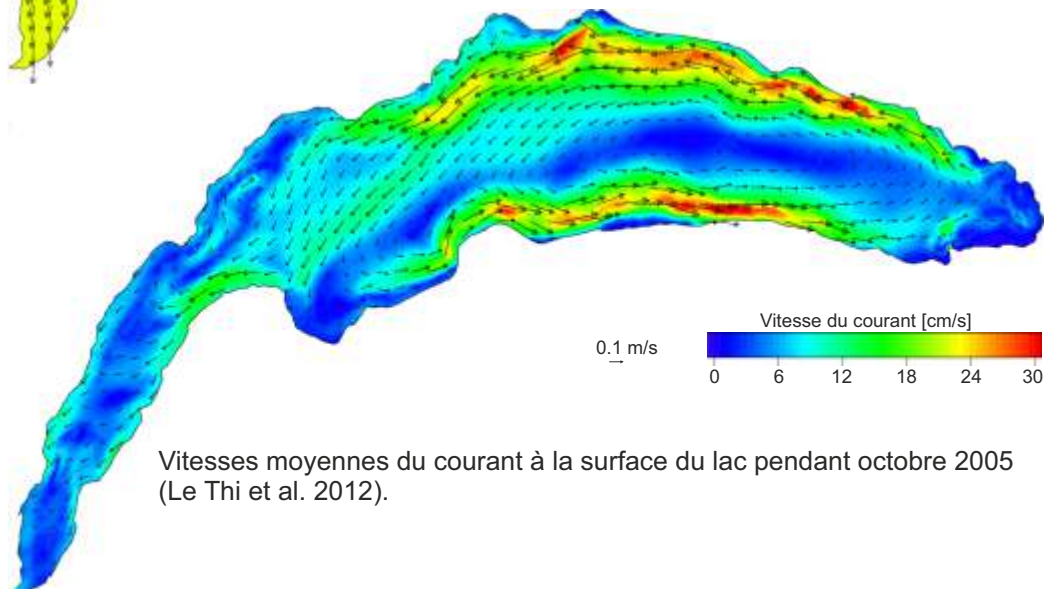 Vitesse du courant [cm/s]
0.1 m/s
0 6 12 18 24 30
Vitesses moyennes du courant à la surface du lac pendant octobre 2005
(Le Thi et al. 2012).